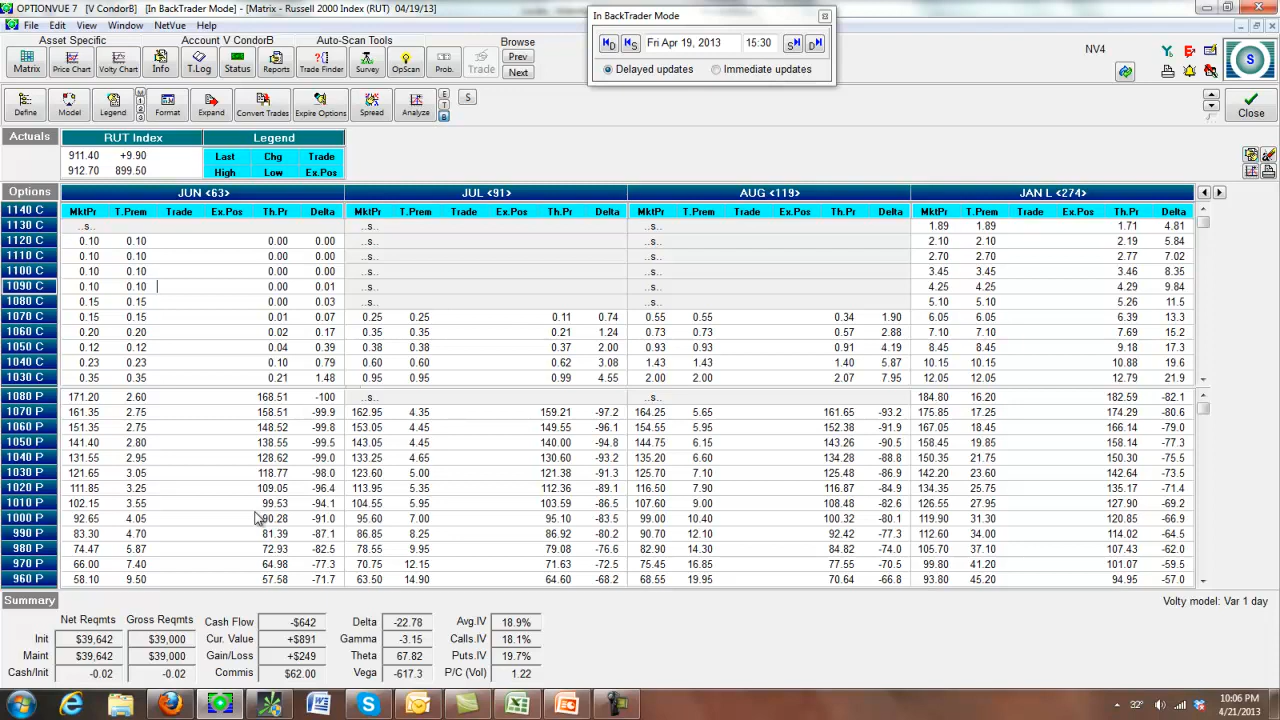 OPTIONVUE 7 [V CondorB] [In BackTrader Mode] - [Matrix - Russell 2000 Index (RUT) (04/19/13)]
File Edit View Window NetVue Help
In BackTrader Mode
Fri Apr 19, 2013 15:30
Delayed updates Immediate updates
Asset Specific Account V CondorB Auto-Scan Tools Browse
Matrix Price Chart Volty Chart Info T.Log Status Reports Trade Finder Survey OpScan Prob. Trade
Prev
Next
NV4
Define Model Legend Format Expand Convert Trades Expire Options Spread Analyze
M 1 2 3
E T B
S
Close
Actuals RUT Index Legend
911.40 +9.90 Last Chg Trade
912.70 899.50 High Low Ex.Pos
Options JUN <63> JUL <91> AUG <119> JAN L <274>
1140 C MktPr T.Prem Trade Ex.Pos Th.Pr Delta MktPr T.Prem Trade Ex.Pos Th.Pr Delta MktPr T.Prem Trade Ex.Pos Th.Pr Delta MktPr T.Prem Trade Ex.Pos Th.Pr Delta
1130 C ..s.. ..s.. ..s.. 1.89 1.89 1.71 4.81
1120 C 0.10 0.10 0.00 0.00 2.10 2.10 2.19 5.84
1110 C 0.10 0.10 0.00 0.00 2.70 2.70 2.77 7.02
1100 C 0.10 0.10 0.00 0.00 ..s.. ..s.. 3.45 3.45 3.46 8.35
1090 C 0.10 0.10 0.00 0.01 ..s.. ..s.. 4.25 4.25 4.29 9.84
1080 C 0.15 0.15 0.00 0.03 ..s.. ..s.. 5.10 5.10 5.26 11.5
1070 C 0.15 0.15 0.01 0.07 0.25 0.25 0.11 0.74 0.55 0.55 0.34 1.90 6.05 6.05 6.39 13.3
1060 C 0.20 0.20 0.02 0.17 0.35 0.35 0.21 1.24 0.73 0.73 0.57 2.88 7.10 7.10 7.69 15.2
1050 C 0.12 0.12 0.04 0.39 0.38 0.38 0.37 2.00 0.93 0.93 0.91 4.19 8.45 8.45 9.18 17.3
1040 C 0.23 0.23 0.10 0.79 0.60 0.60 0.62 3.08 1.43 1.43 1.40 5.87 10.15 10.15 10.88 19.6
1030 C 0.35 0.35 0.21 1.48 0.95 0.95 0.99 4.55 2.00 2.00 2.07 7.95 12.05 12.05 12.79 21.9
1080 P 171.20 2.60 168.51 -100 ..s.. ..s.. 184.80 16.20 182.59 -82.1
1070 P 161.35 2.75 158.51 -99.9 162.95 4.35 159.21 -97.2 164.25 5.65 161.65 -93.2 175.85 17.25 174.29 -80.6
1060 P 151.35 2.75 148.52 -99.8 153.05 4.45 149.55 -96.1 154.55 5.95 152.38 -91.9 167.05 18.45 166.14 -79.0
1050 P 141.40 2.80 138.55 -99.5 143.05 4.45 140.00 -94.8 144.75 6.15 143.26 -90.5 158.45 19.85 158.14 -77.3
1040 P 131.55 2.95 128.62 -99.0 133.25 4.65 130.60 -93.2 135.20 6.60 134.28 -88.8 150.35 21.75 150.30 -75.5
1030 P 121.65 3.05 118.77 -98.0 123.60 5.00 121.38 -91.3 125.70 7.10 125.48 -86.9 142.20 23.60 142.64 -73.5
1020 P 111.85 3.25 109.05 -96.4 113.95 5.35 112.36 -89.1 116.50 7.90 116.87 -84.9 134.35 25.75 135.17 -71.4
1010 P 102.15 3.55 99.53 -94.1 104.55 5.95 103.59 -86.5 107.60 9.00 108.48 -82.6 126.55 27.95 127.90 -69.2
1000 P 92.65 4.05 90.28 -91.0 95.60 7.00 95.10 -83.5 99.00 10.40 100.32 -80.1 119.90 31.30 120.85 -66.9
990 P 83.30 4.70 81.39 -87.1 86.85 8.25 86.92 -80.2 90.70 12.10 92.42 -77.3 112.60 34.00 114.02 -64.5
980 P 74.47 5.87 72.93 -82.5 78.55 9.95 79.08 -76.6 82.90 14.30 84.82 -74.0 105.70 37.10 107.43 -62.0
970 P 66.00 7.40 64.98 -77.3 70.75 12.15 71.63 -72.5 75.45 16.85 77.55 -70.5 99.80 41.20 101.07 -59.5
960 P 58.10 9.50 57.58 -71.7 63.50 14.90 64.60 -68.2 68.55 19.95 70.64 -66.8 93.80 45.20 94.95 -57.0
Summary Volty model: Var 1 day
Net Reqmts Gross Reqmts Cash Flow -$642 Delta -22.78 Avg.IV 18.9%
Init $39,642 $39,000 Cur. Value +$891 Gamma -3.15 Calls.IV 18.1%
Maint $39,642 $39,000 Gain/Loss +$249 Theta 67.82 Puts.IV 19.7%
Cash/Init -0.02 -0.02 Commis $62.00 Vega -617.3 P/C (Vol) 1.22
10:06 PM
4/21/2013